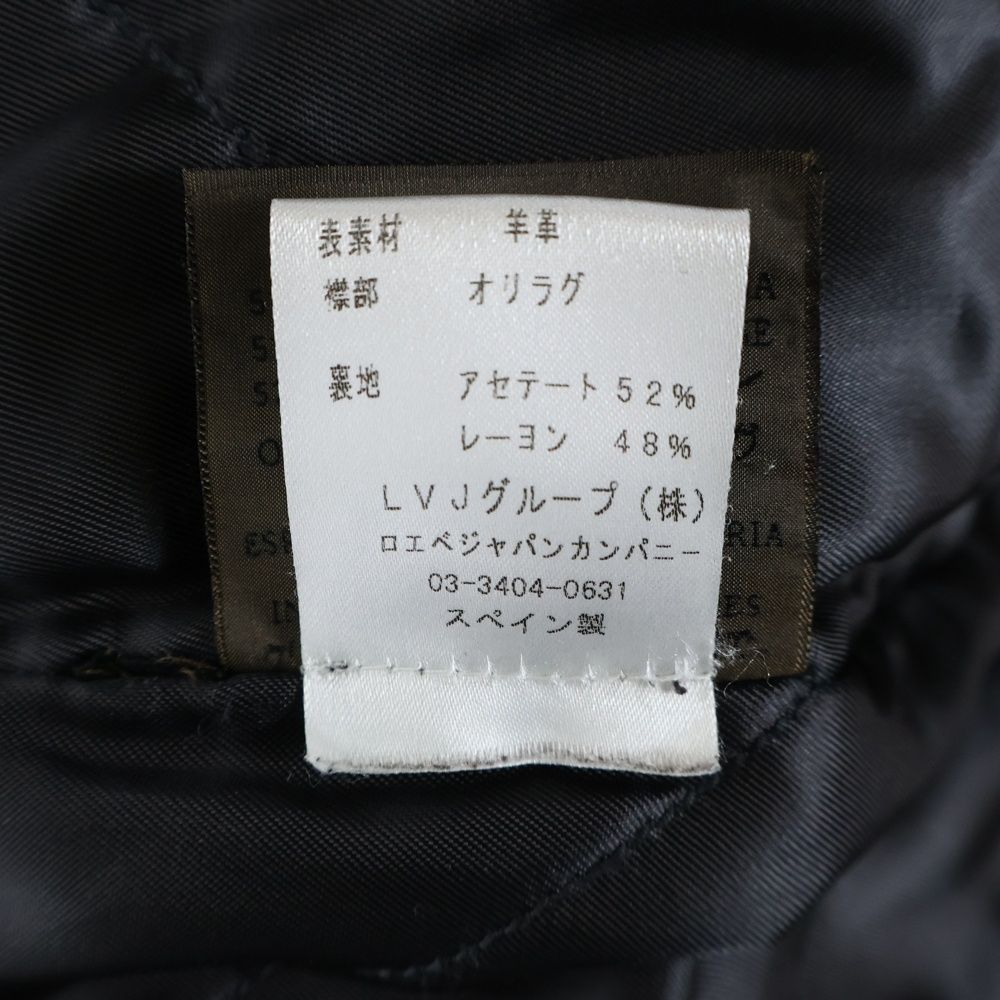 表素材 羊革
襟部 オリラグ
裏地 アセテート52%
レーヨン 48%
LVJグループ(株)
ロエベジャパンカンパニー
03-3404-0631
スペイン製